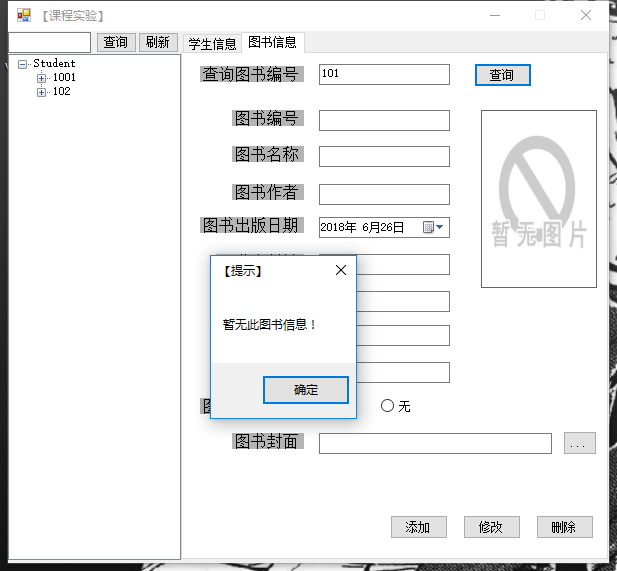 【课程实验】
查询 刷新 学生信息 图书信息
Student
1001
102
查询图书编号 101 查询
图书编号
图书名称
图书作者
图书出版日期 2018年 6月26日
暂无图片
【提示】
暂无此图书信息！
确定
无
图书封面 ...
添加 修改 删除